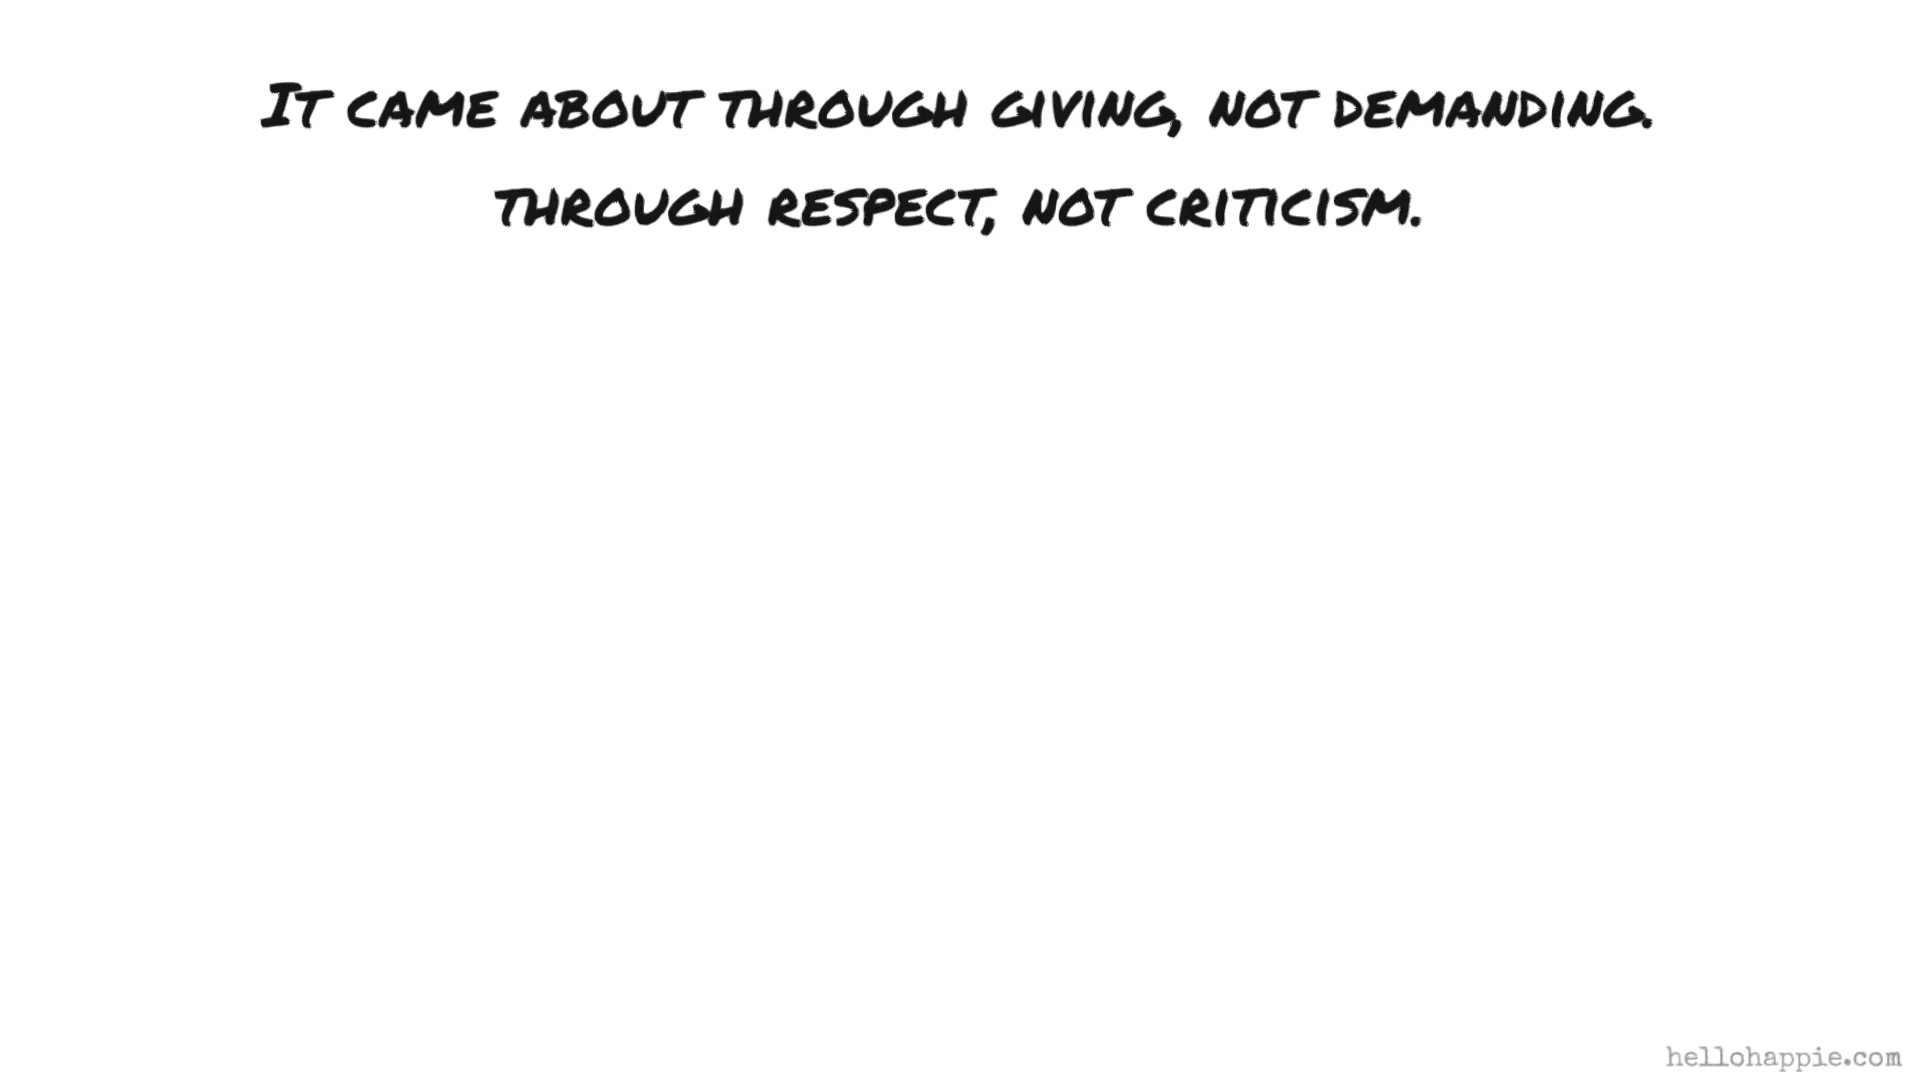 It came about through giving, not demanding.
through respect, not criticism.
hellohappie.com